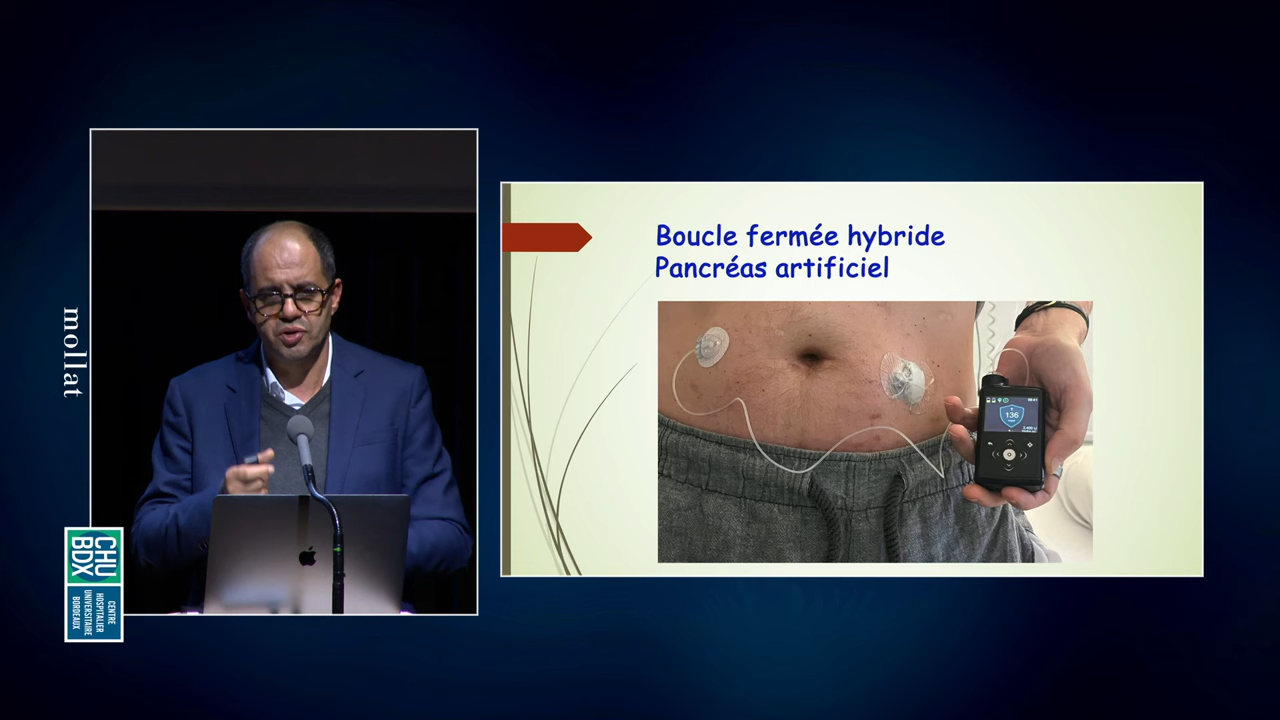 mollat
CHU
BDX
CENTRE
HOSPITALIER
UNIVERSITAIRE
BORDEAUX
Boucle fermée hybride
Pancréas artificiel
136